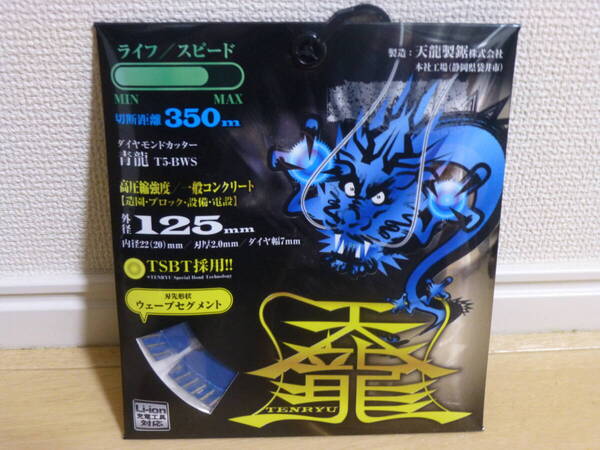 ライフ／スピード
MIN MAX
切断距離 350m
ダイヤモンドカッター
青龍 T5-BWS
高圧縮強度／一般コンクリート
【造園・ブロック・設備・電設】
外径 125mm
内径22(20)mm／刃厚2.0mm／ダイヤ幅7mm
TSBT採用!!
*TENRYU Special Bond Technology
刃先形状
ウェーブセグメント
Li-ion
充電工具
対応
製造：天龍製鋸株式会社
本社工場(静岡県袋井市)
天龍
TENRYU